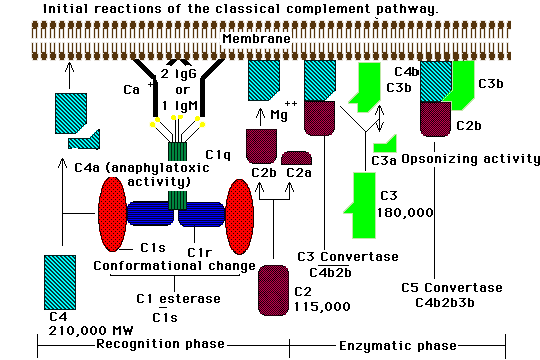 Initial reactions of the classical complement pathway.
Membrane
Ca +
2 IgG
or
1 IgM
Mg ++
C4b
C3b
C3b
C2b
C1q
C4a (anaphylatoxic
activity)
C2b C2a
C3a
Opsonizing activity
C3
180,000
C1s
C1r
Conformational change
C3 Convertase
C4b2b
C1 esterase
C1s
C2
115,000
C5 Convertase
C4b2b3b
C4
210,000 MW
Recognition phase
Enzymatic phase